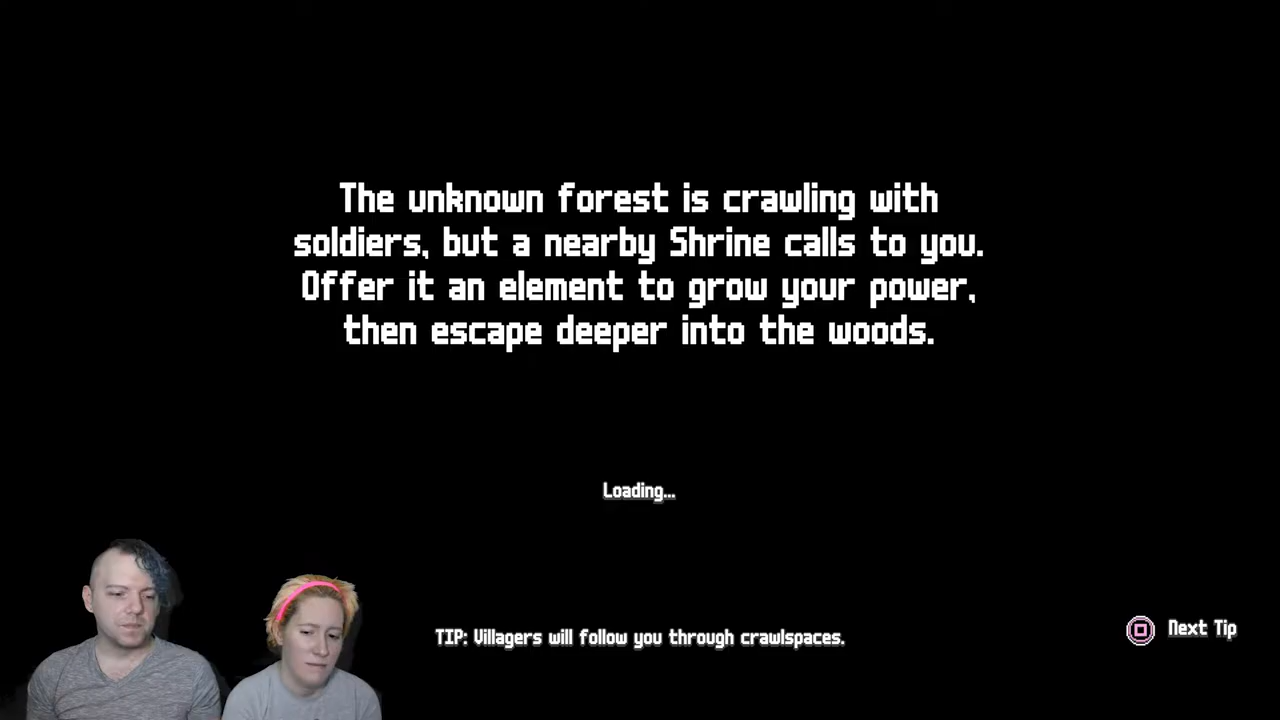 The unknown forest is crawling with
soldiers, but a nearby Shrine calls to you.
Offer it an element to grow your power,
then escape deeper into the woods.
Loading...
TIP: Villagers will follow you through crawlspaces.
Next Tip